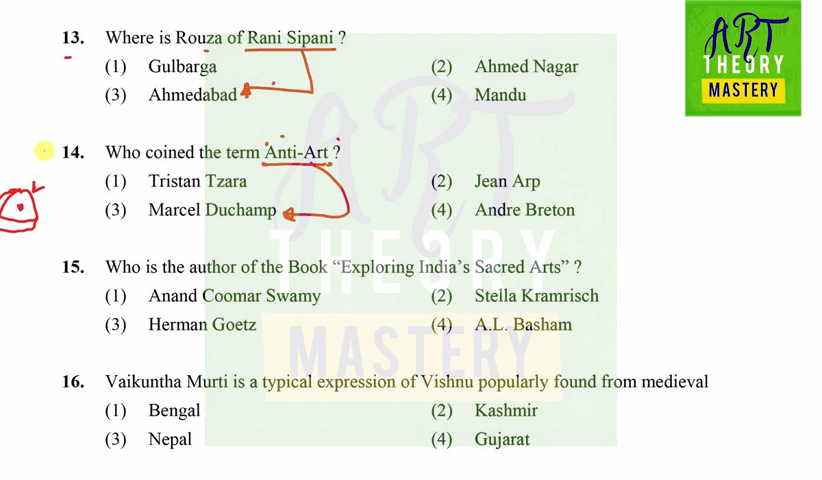 ART
THEORY
MASTERY
13. Where is Rouza of Rani Sipani ?
(1) Gulbarga (2) Ahmed Nagar
(3) Ahmedabad (4) Mandu
14. Who coined the term Anti-Art ?
(1) Tristan Tzara (2) Jean Arp
(3) Marcel Duchamp (4) Andre Breton
15. Who is the author of the Book “Exploring India’s Sacred Arts” ?
(1) Anand Coomar Swamy (2) Stella Kramrisch
(3) Herman Goetz (4) A.L. Basham
16. Vaikuntha Murti is a typical expression of Vishnu popularly found from medieval
(1) Bengal (2) Kashmir
(3) Nepal (4) Gujarat
ART
THEORY
MASTERY